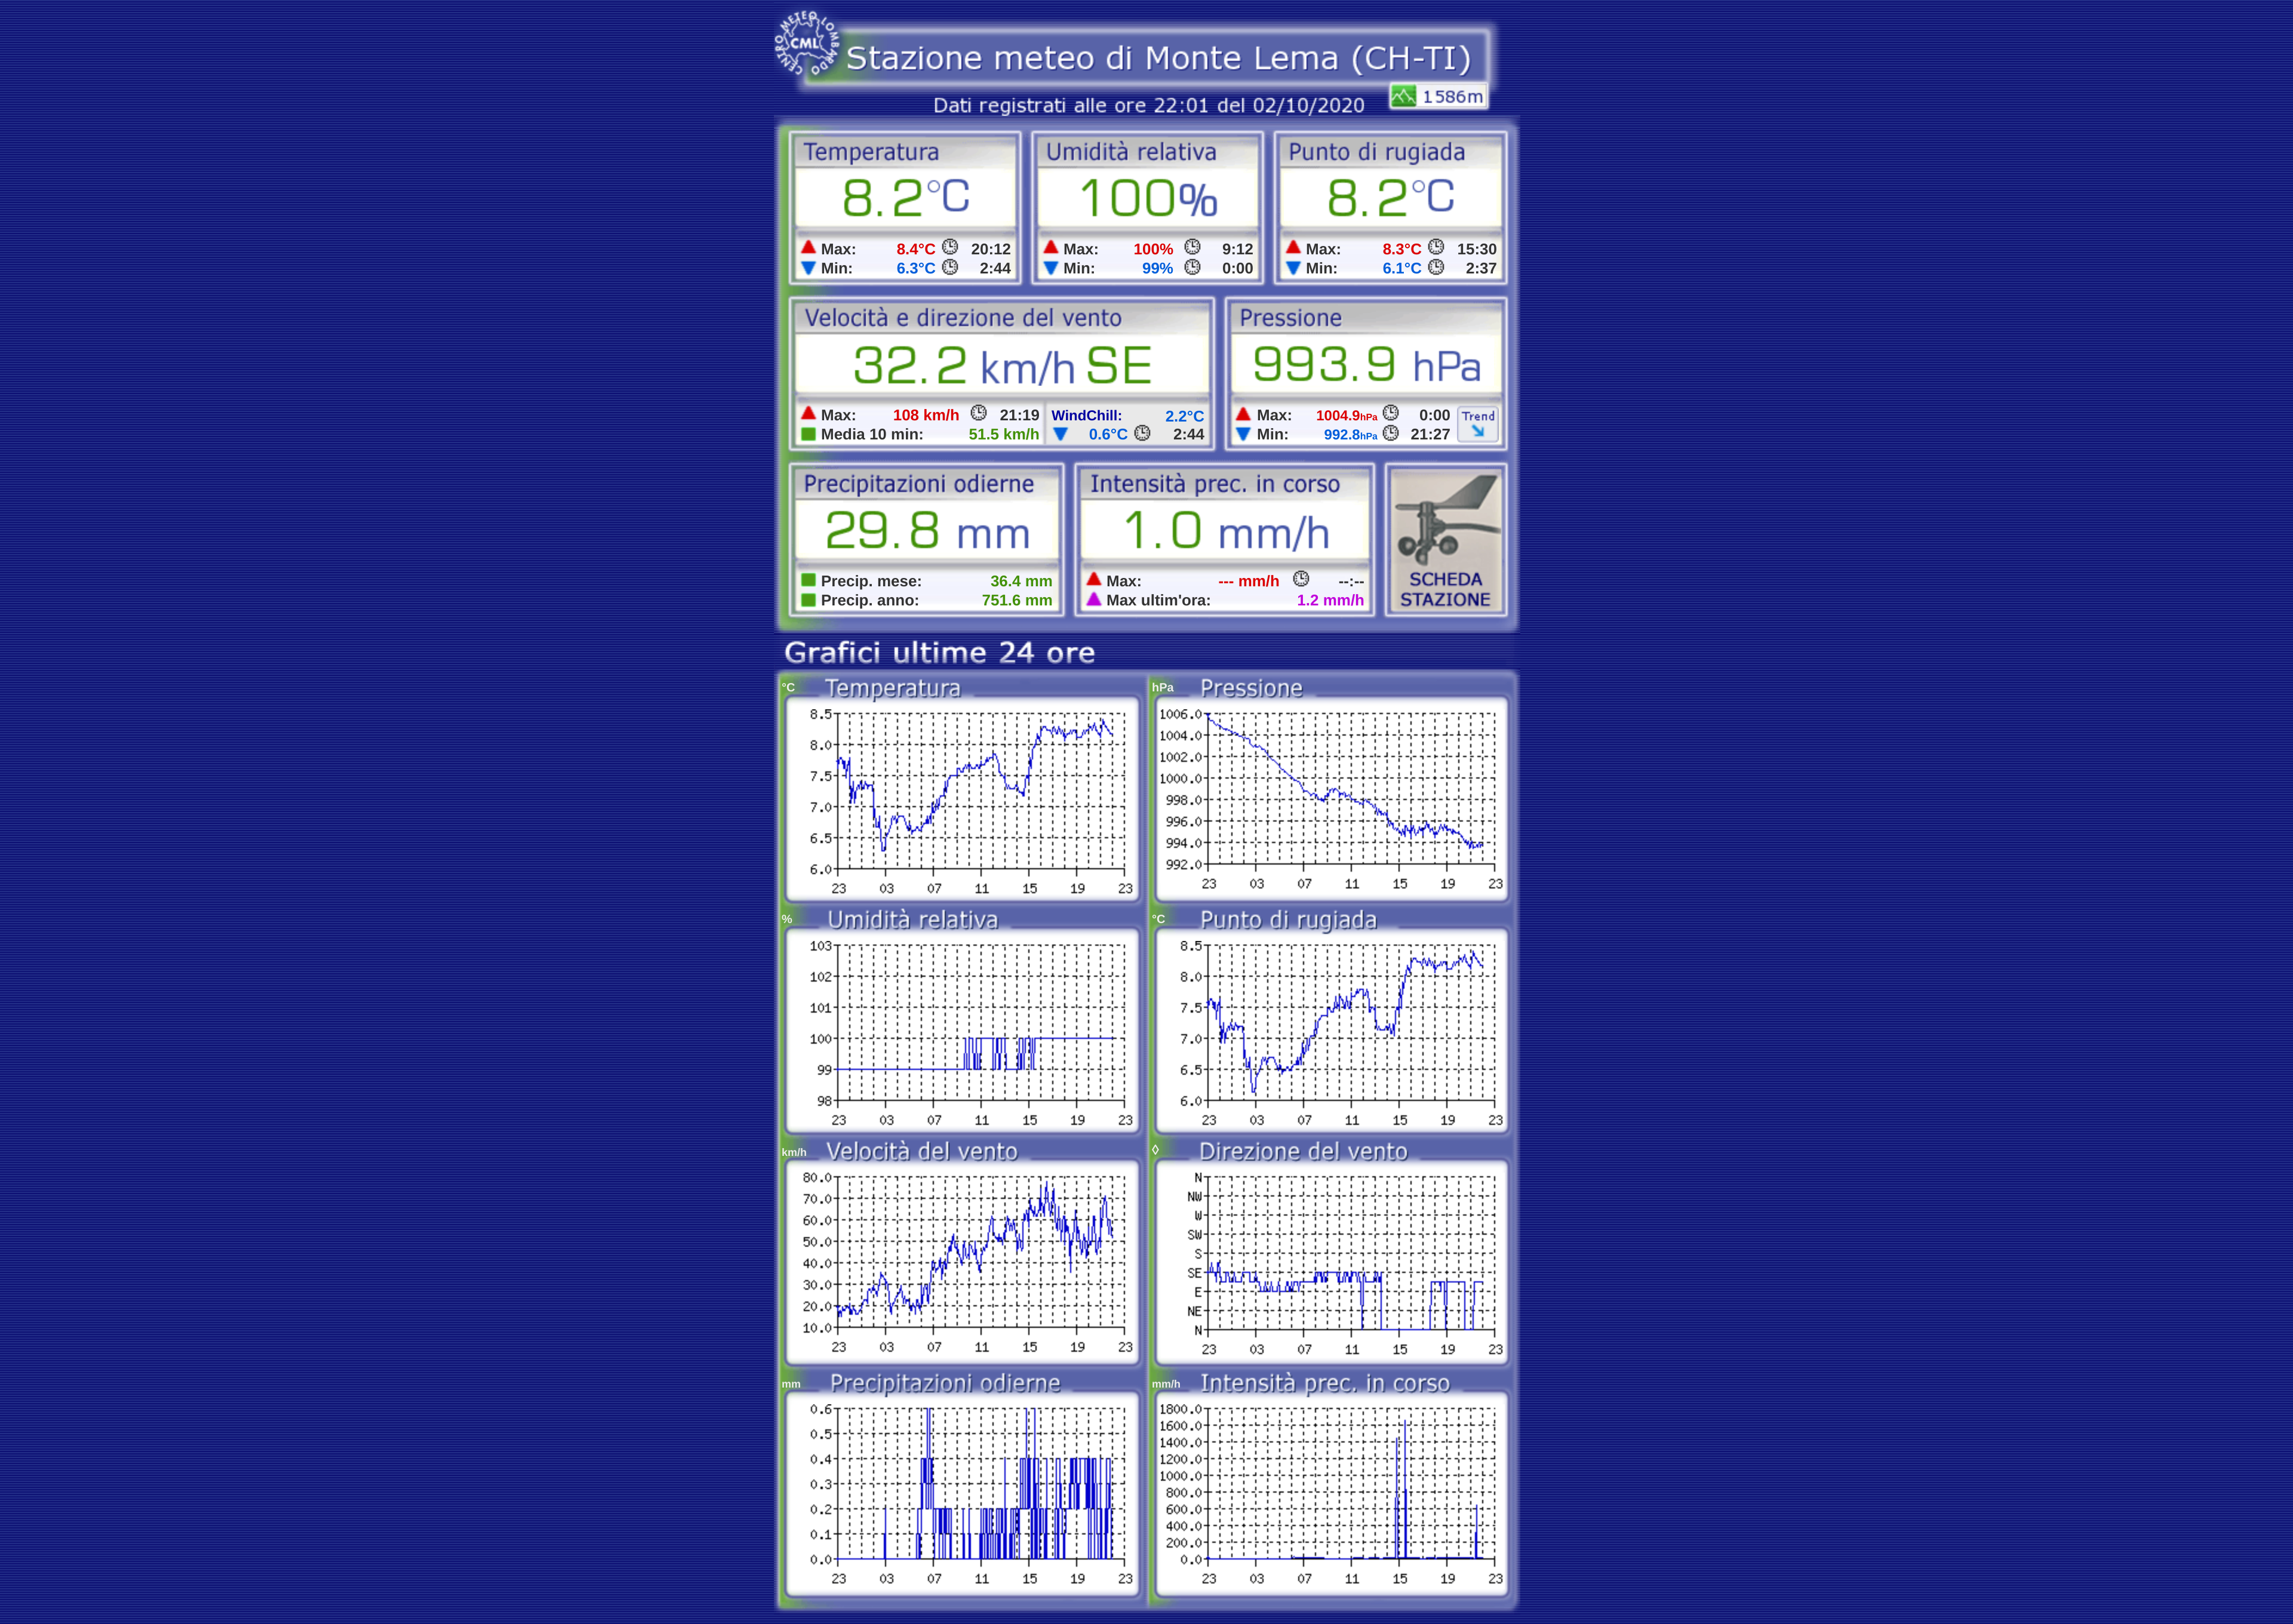 CENTRO METEO LOMBARDO
CML
Stazione meteo di Monte Lema (CH-TI)
1586m
Dati registrati alle ore 22:01 del 02/10/2020
Temperatura
8.2°C
Max: 8.4°C 20:12
Min: 6.3°C 2:44
Umidità relativa
100%
Max: 100% 9:12
Min: 99% 0:00
Punto di rugiada
8.2°C
Max: 8.3°C 15:30
Min: 6.1°C 2:37
Velocità e direzione del vento
32.2 km/h SE
Max: 108 km/h 21:19
Media 10 min: 51.5 km/h
WindChill: 2.2°C
0.6°C 2:44
Pressione
993.9 hPa
Max: 1004.9hPa 0:00
Min: 992.8hPa 21:27
Trend
Precipitazioni odierne
29.8 mm
Precip. mese: 36.4 mm
Precip. anno: 751.6 mm
Intensità prec. in corso
1.0 mm/h
Max: --- mm/h --:--
Max ultim'ora: 1.2 mm/h
SCHEDA
STAZIONE
Grafici ultime 24 ore
°C Temperatura
8.5
8.0
7.5
7.0
6.5
6.0
23 03 07 11 15 19 23
hPa Pressione
1006.0
1004.0
1002.0
1000.0
998.0
996.0
994.0
992.0
23 03 07 11 15 19 23
% Umidità relativa
103
102
101
100
99
98
23 03 07 11 15 19 23
°C Punto di rugiada
8.5
8.0
7.5
7.0
6.5
6.0
23 03 07 11 15 19 23
km/h Velocità del vento
80.0
70.0
60.0
50.0
40.0
30.0
20.0
10.0
23 03 07 11 15 19 23
◊ Direzione del vento
N
NW
W
SW
S
SE
E
NE
N
23 03 07 11 15 19 23
mm Precipitazioni odierne
0.6
0.5
0.4
0.3
0.2
0.1
0.0
23 03 07 11 15 19 23
mm/h Intensità prec. in corso
1800.0
1600.0
1400.0
1200.0
1000.0
800.0
600.0
400.0
200.0
0.0
23 03 07 11 15 19 23